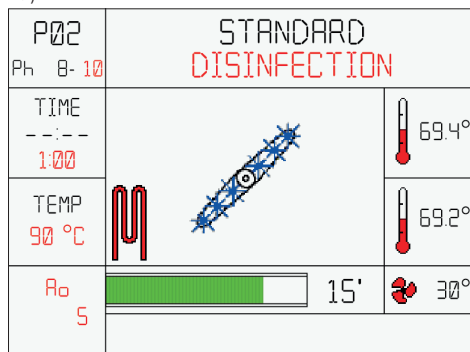 P02
Ph 8-10
STANDARD
DISINFECTION
TIME
--:--
1:00
69.4°
TEMP
90 °C
69.2°
Ao
5
15'
30°